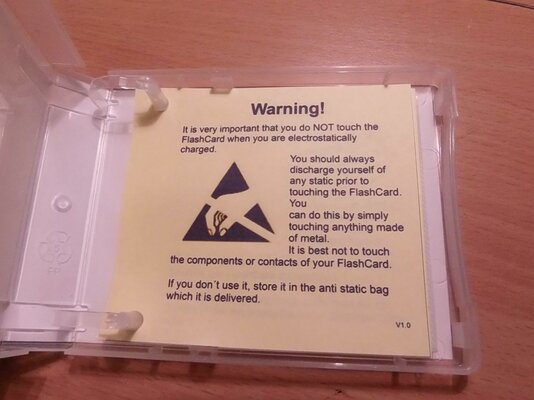 Warning!
It is very important that you do NOT touch the
FlashCard when you are electrostatically
charged.
You should always
discharge yourself of
any static prior to
touching the FlashCard.
You
can do this by simply
touching anything made
of metal.
It is best not to touch
the components or contacts of your FlashCard.
If you don´t use it, store it in the anti static bag
which it is delivered.
V1.0